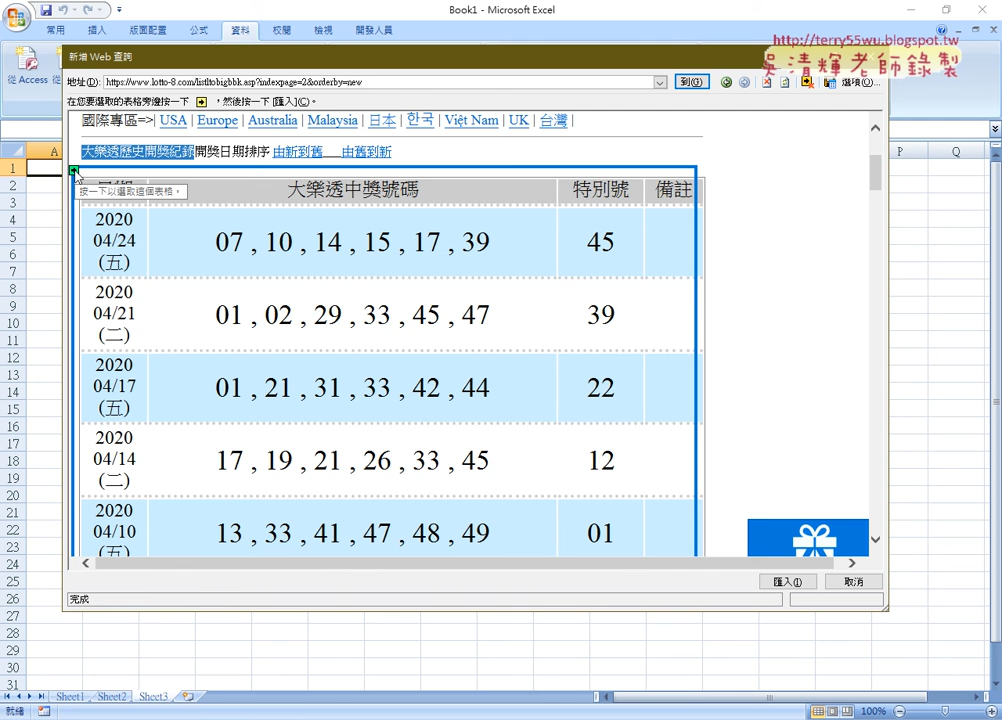 Book1 - Microsoft Excel
常用 插入 版面配置 公式 資料 校閱 檢視 開發人員
http://terry55wu.blogspot.tw
吳清輝老師錄製
從 Access 從
新增 Web 查詢
地址(D): https://www.lotto-8.com/listltobigbbk.asp?indexpage=2&orderby=new 到(G) 選項(O)...
在您要選取的表格旁邊按一下 ，然後按一下 [匯入](C)。
國際專區=>| USA | Europe | Australia | Malaysia | 日本 | 한국 | Việt Nam | UK | 台灣 |
大樂透歷史開獎紀錄開獎日期排序 由新到舊 由舊到新
按一下以選取這個表格。
大樂透中獎號碼 特別號 備註
2020 04/24 (五) 07 , 10 , 14 , 15 , 17 , 39 45
2020 04/21 (二) 01 , 02 , 29 , 33 , 45 , 47 39
2020 04/17 (五) 01 , 21 , 31 , 33 , 42 , 44 22
2020 04/14 (二) 17 , 19 , 21 , 26 , 33 , 45 12
2020 04/10 (五) 13 , 33 , 41 , 47 , 48 , 49 01
匯入(I) 取消
完成
A P Q
1
2
3
4
5
6
7
8
9
10
11
12
13
14
15
16
17
18
19
20
21
22
23
24
25
26
27
28
29
30
31
Sheet1 Sheet2 Sheet3
就緒 100%